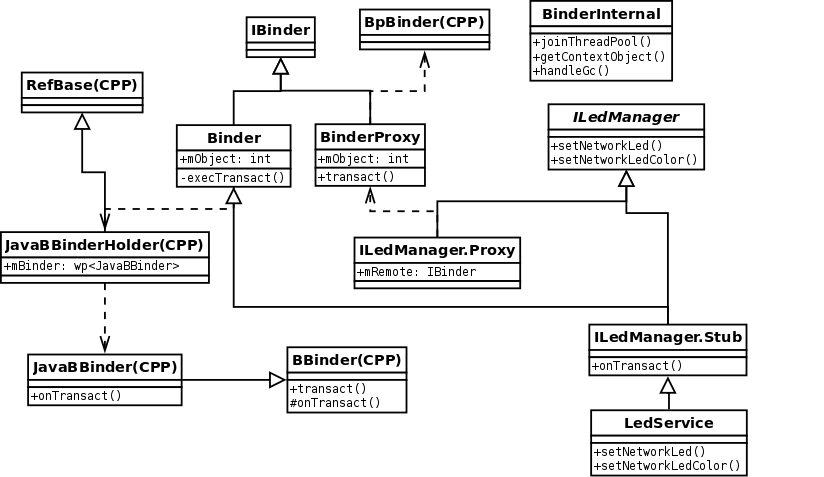 IBinder
BpBinder(CPP)
BinderInternal
+joinThreadPool()
+getContextObject()
+handleGc()
RefBase(CPP)
Binder
+mObject: int
-execTransact()
BinderProxy
+mObject: int
+transact()
ILedManager
+setNetworkLed()
+setNetworkLedColor()
JavaBBinderHolder(CPP)
+mBinder: wp<JavaBBinder>
ILedManager.Proxy
+mRemote: IBinder
ILedManager.Stub
+onTransact()
JavaBBinder(CPP)
+onTransact()
BBinder(CPP)
+transact()
#onTransact()
LedService
+setNetworkLed()
+setNetworkLedColor()